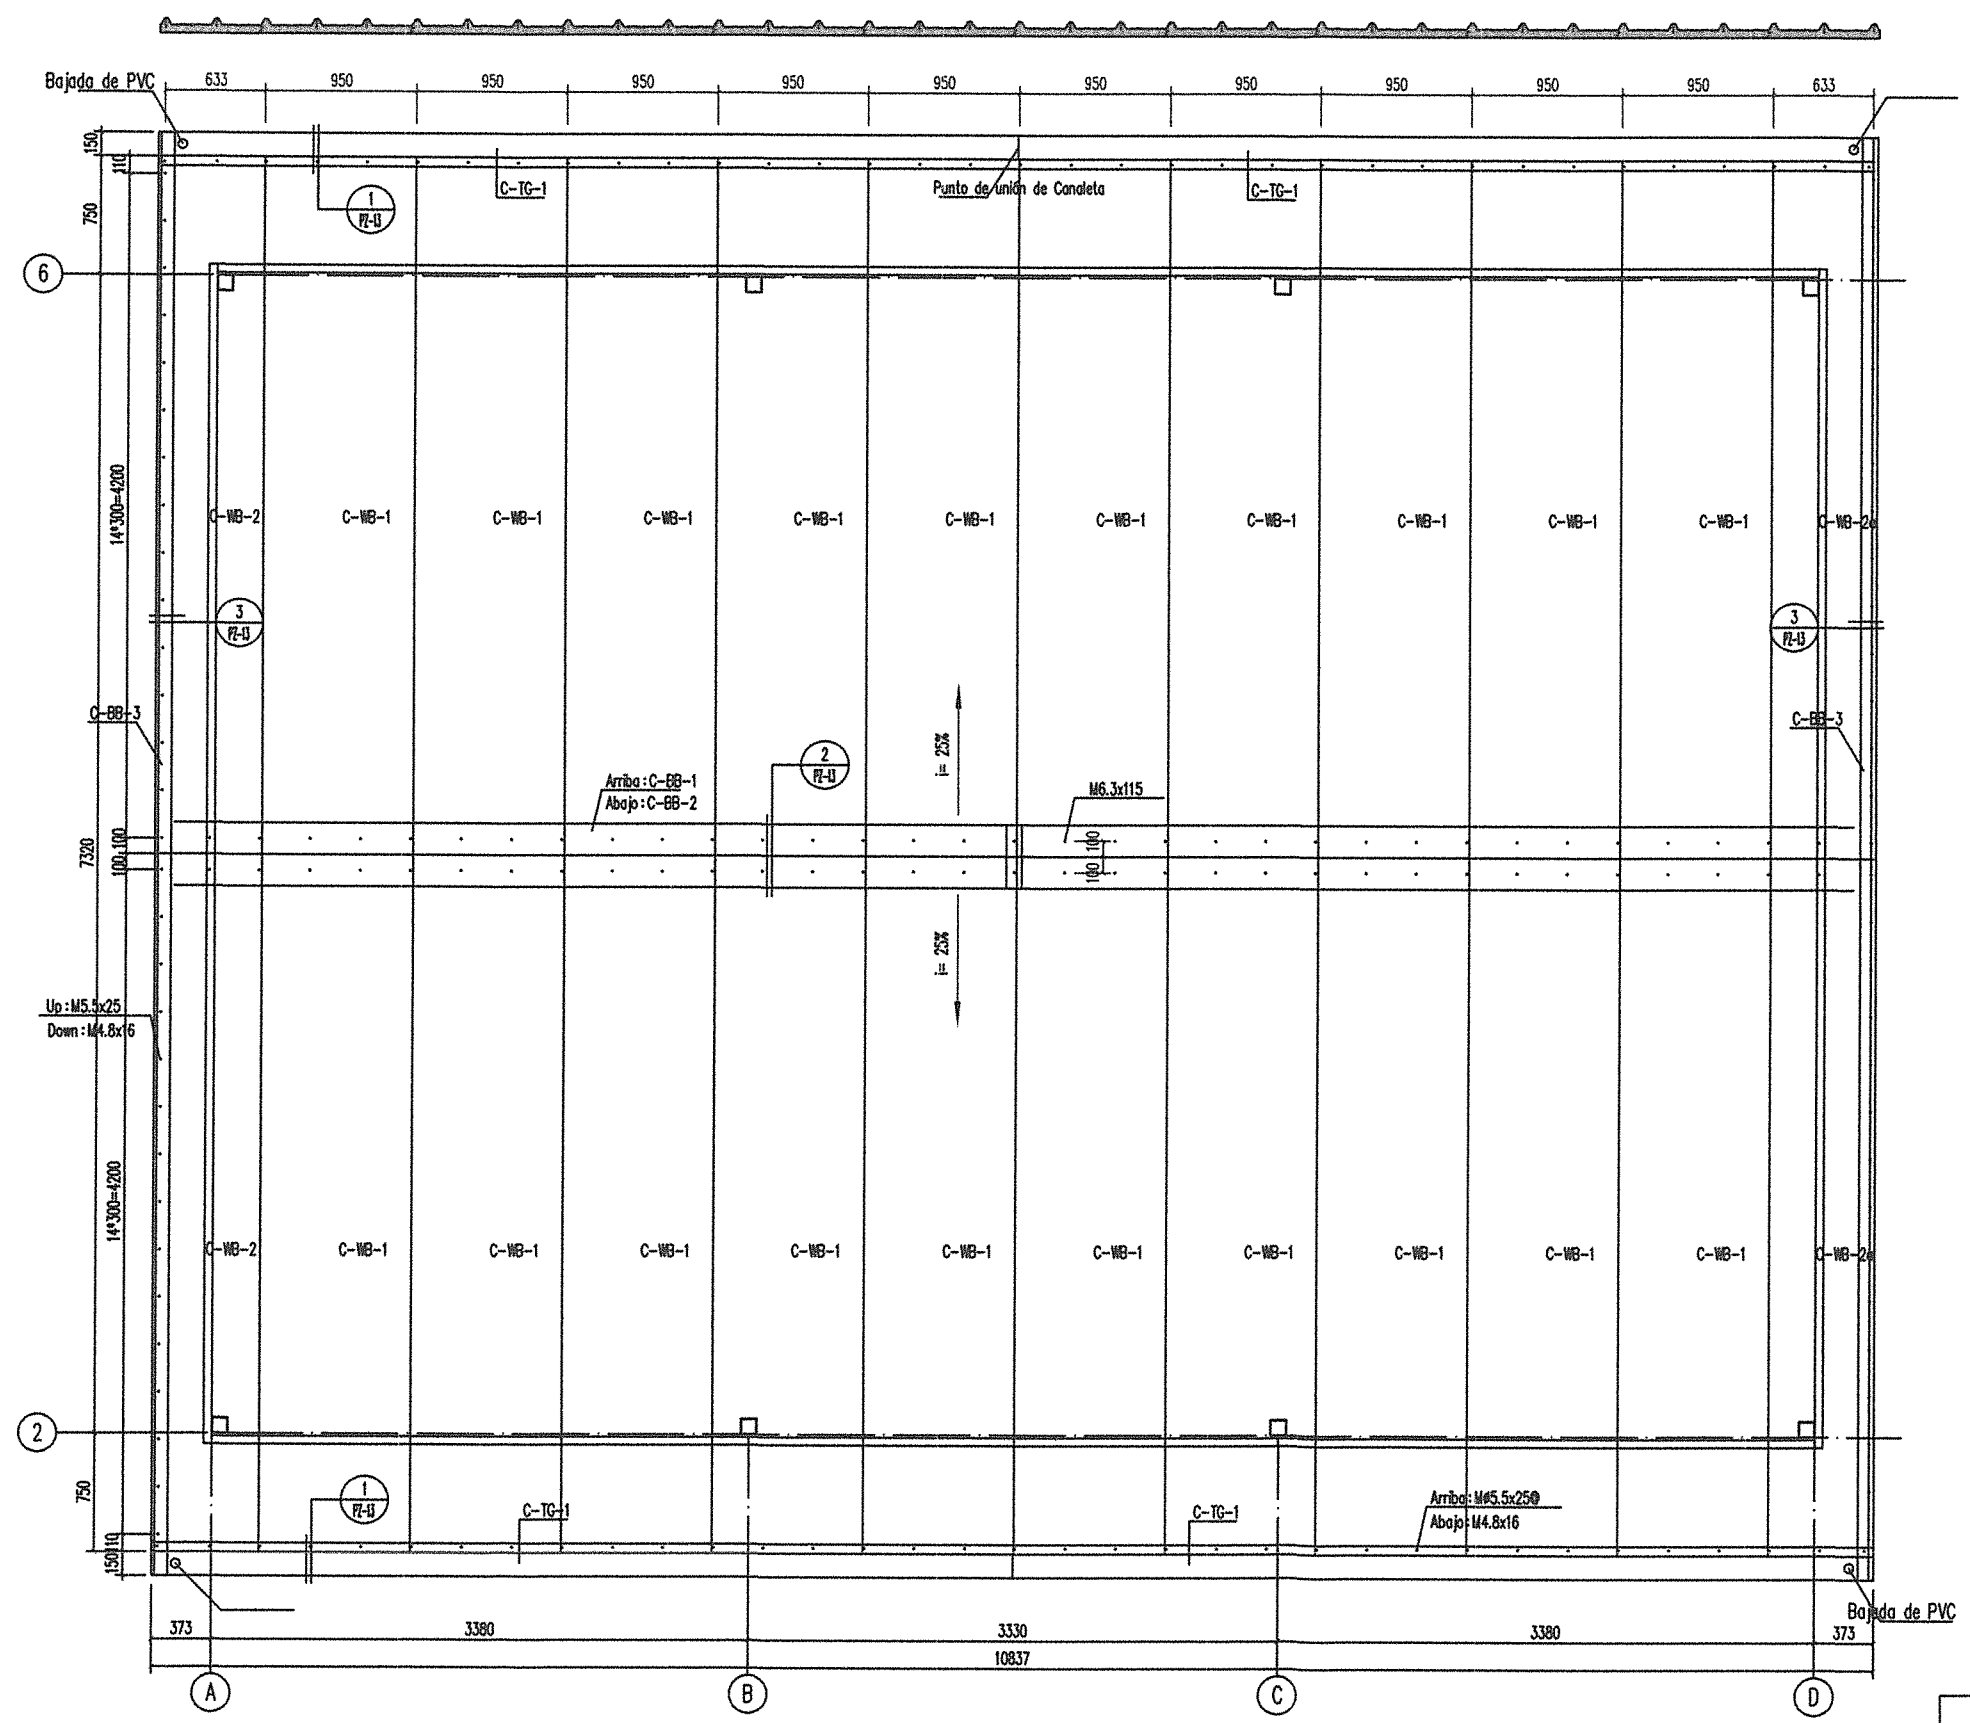 633 950 950 950 950 950 950 950 950 950 950 633
Bajada de PVC
150
110
750
C-TG-1
Punto de unión de Canaleta
C-TG-1
1
PZ-13
6
14*300=4200
C-WB-2 C-WB-1 C-WB-1 C-WB-1 C-WB-1 C-WB-1 C-WB-1 C-WB-1 C-WB-1 C-WB-1 C-WB-1 C-WB-2a
3
PZ-13
3
PZ-13
C-BB-3
C-BB-3
i= 25%
2
PZ-13
Arriba:C-BB-1
Abajo:C-BB-2
M6.3x115
7320
100 100
100 100
i= 25%
Up:M5.5x25
Down:M4.8x16
14*300=4200
C-WB-2 C-WB-1 C-WB-1 C-WB-1 C-WB-1 C-WB-1 C-WB-1 C-WB-1 C-WB-1 C-WB-1 C-WB-1 C-WB-2a
2
750
1
PZ-13
C-TG-1
C-TG-1
Arriba:M#5.5x25@
Abajo:M4.8x16
110
150
Bajada de PVC
373 3380 3330 3380 373
10837
A B C D